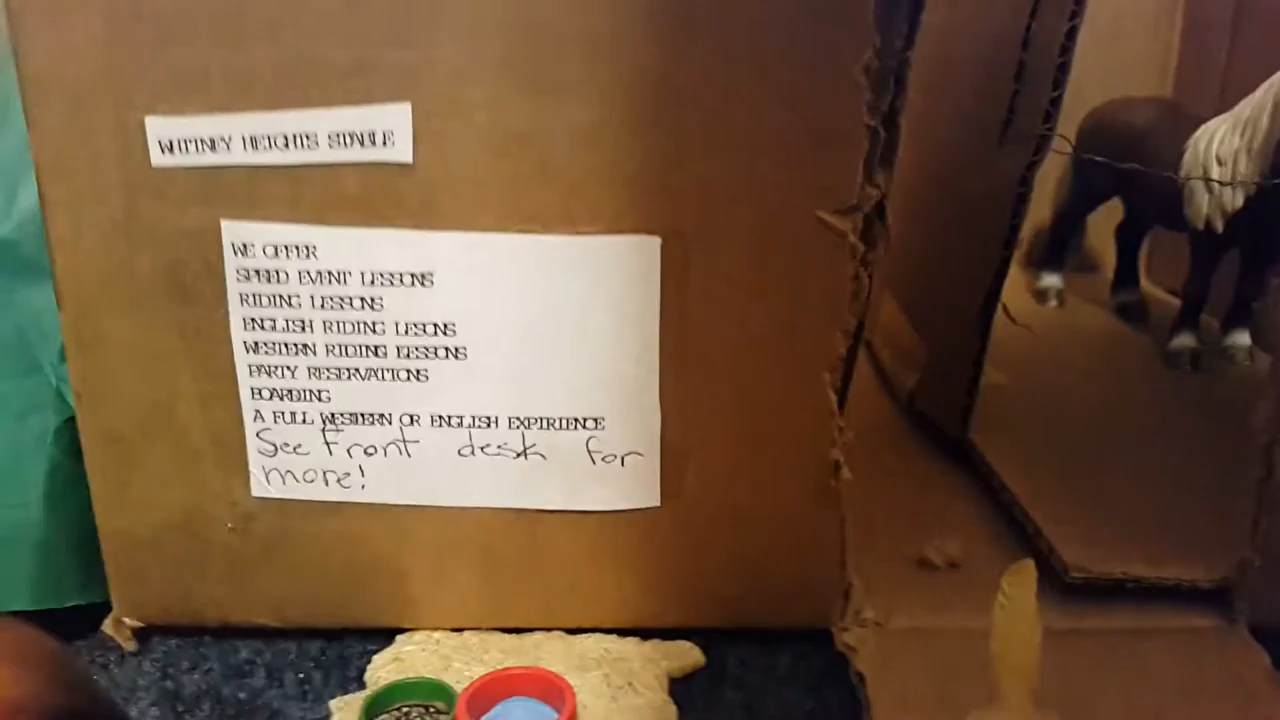 WHITNEY HEIGHTS STABLE
WE OFFER
SPEED EVENT LESSONS
RIDING LESSONS
ENGLISH RIDING LESONS
WESTERN RIDING LESSONS
PARTY RESERVATIONS
BOARDING
A FULL WESTERN OR ENGLISH EXPIRIENCE
See front desk for
more!